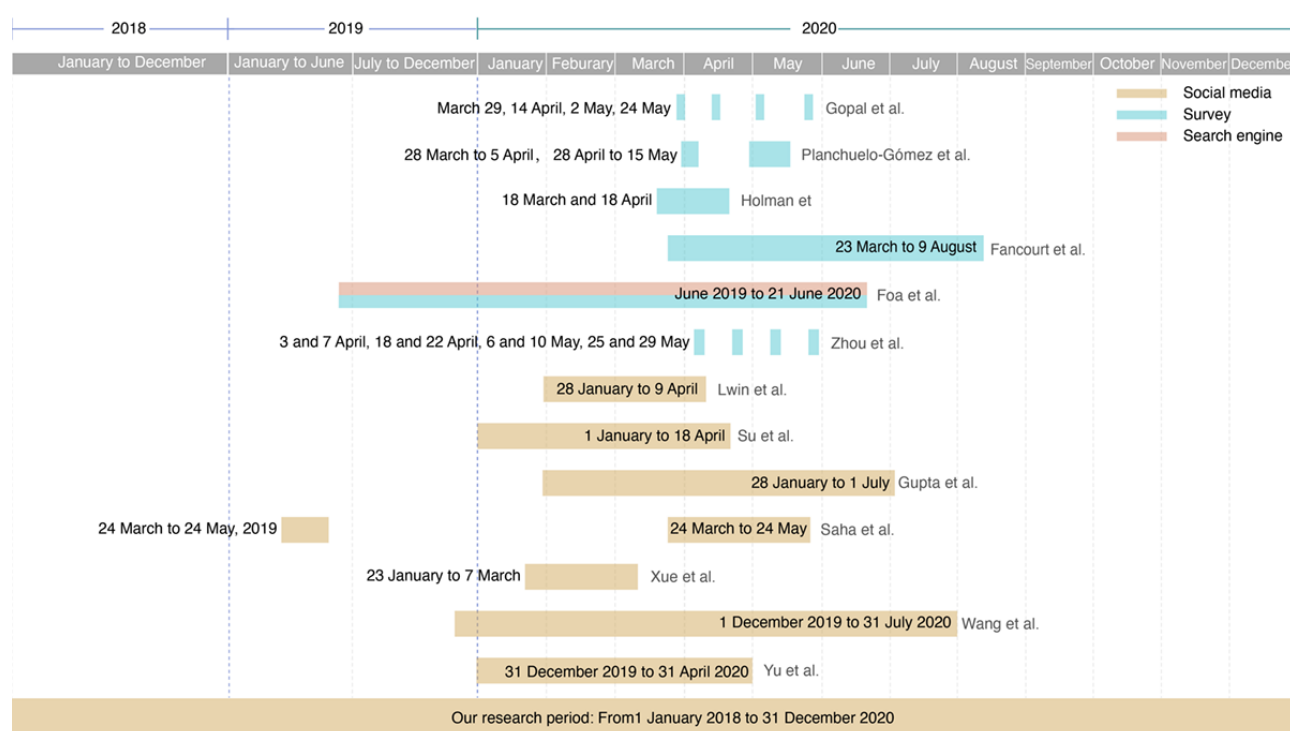 2018 2019 2020
January to December January to June July to December January Feburary March April May June July August September October November December
Social media
Survey
Search engine
March 29, 14 April, 2 May, 24 May Gopal et al.
28 March to 5 April, 28 April to 15 May Planchuelo-Gómez et al.
18 March and 18 April Holman et
23 March to 9 August Fancourt et al.
June 2019 to 21 June 2020 Foa et al.
3 and 7 April, 18 and 22 April, 6 and 10 May, 25 and 29 May Zhou et al.
28 January to 9 April Lwin et al.
1 January to 18 April Su et al.
28 January to 1 July Gupta et al.
24 March to 24 May, 2019 24 March to 24 May Saha et al.
23 January to 7 March Xue et al.
1 December 2019 to 31 July 2020 Wang et al.
31 December 2019 to 31 April 2020 Yu et al.
Our research period: From1 January 2018 to 31 December 2020